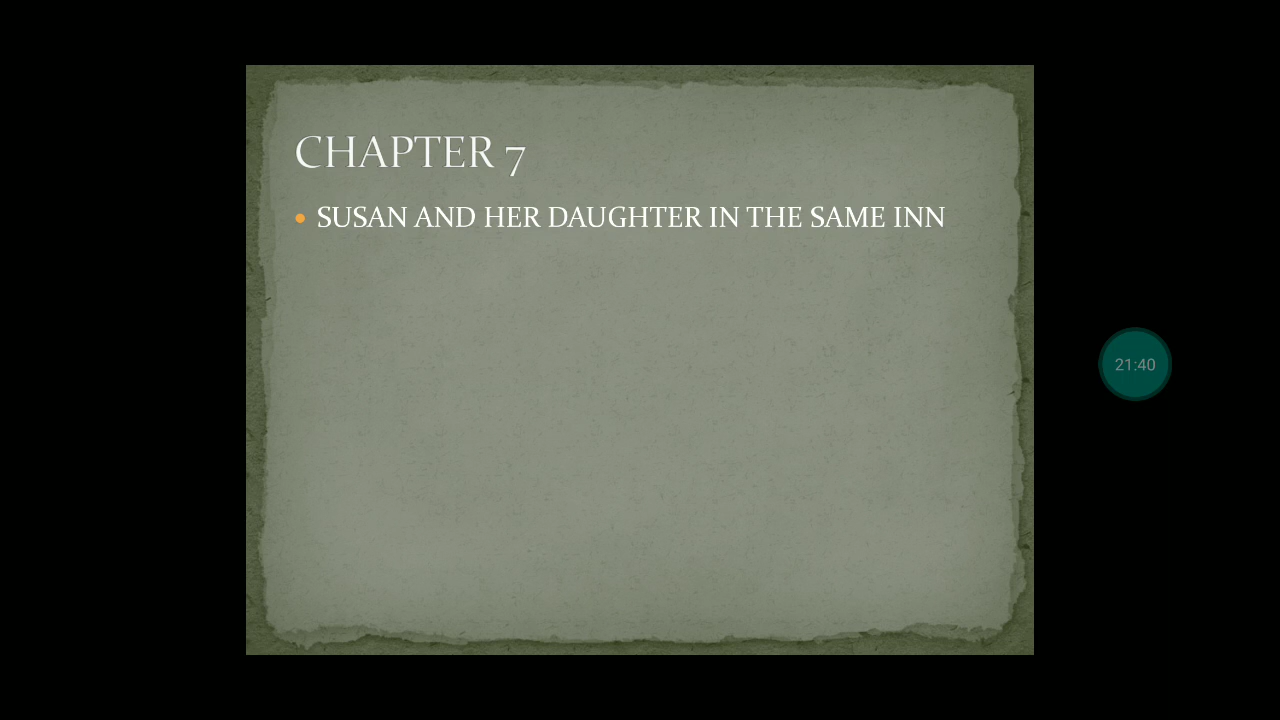 CHAPTER 7
• SUSAN AND HER DAUGHTER IN THE SAME INN
21:40